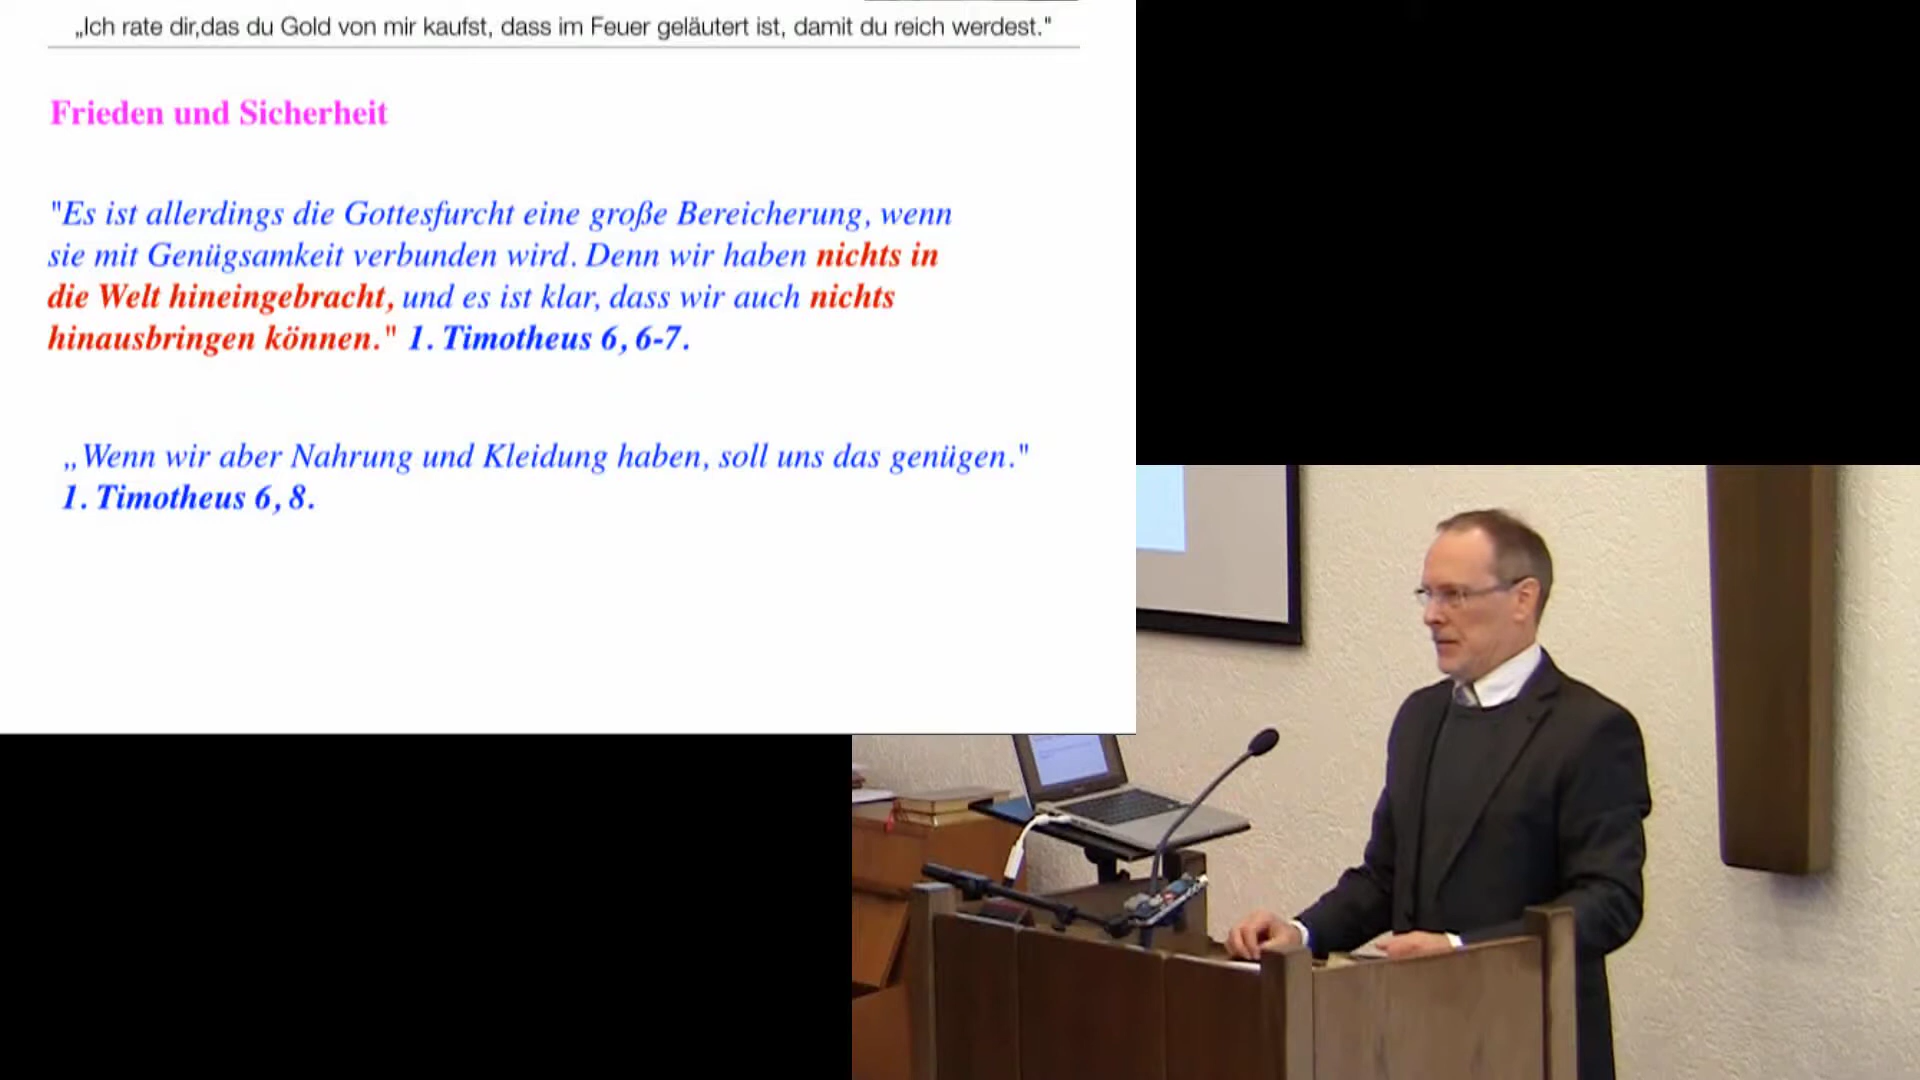 „Ich rate dir,das du Gold von mir kaufst, dass im Feuer geläutert ist, damit du reich werdest."
Frieden und Sicherheit
"Es ist allerdings die Gottesfurcht eine große Bereicherung, wenn
sie mit Genügsamkeit verbunden wird. Denn wir haben nichts in
die Welt hineingebracht, und es ist klar, dass wir auch nichts
hinausbringen können." 1. Timotheus 6, 6-7.
„Wenn wir aber Nahrung und Kleidung haben, soll uns das genügen."
1. Timotheus 6, 8.